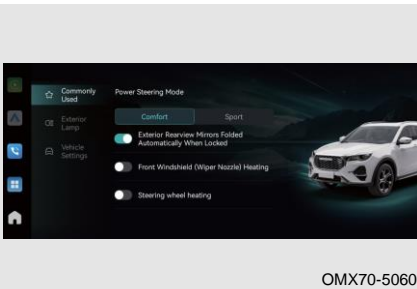 Commonly
Used
Power Steering Mode
Comfort
Sport
Exterior
Lamp
Exterior Rearview
Mirrors Folded
Automatically When Locked
Vehicle
Settings
Front Windshield (Wiper Nozzle) Heating
Steering wheel heating
OMX70-5060